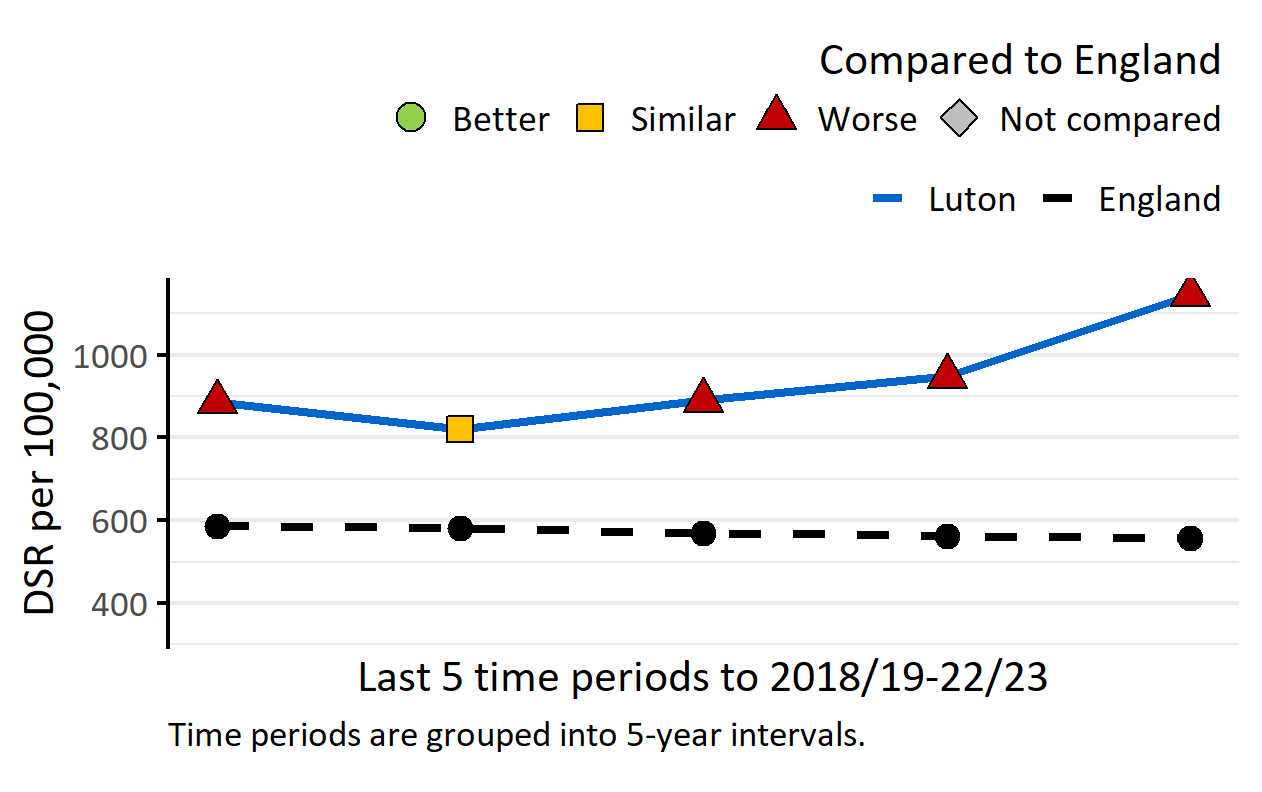 Compared to England
Better Similar Worse Not compared
Luton England
DSR per 100,000
1000
800
600
400
Last 5 time periods to 2018/19-22/23
Time periods are grouped into 5-year intervals.